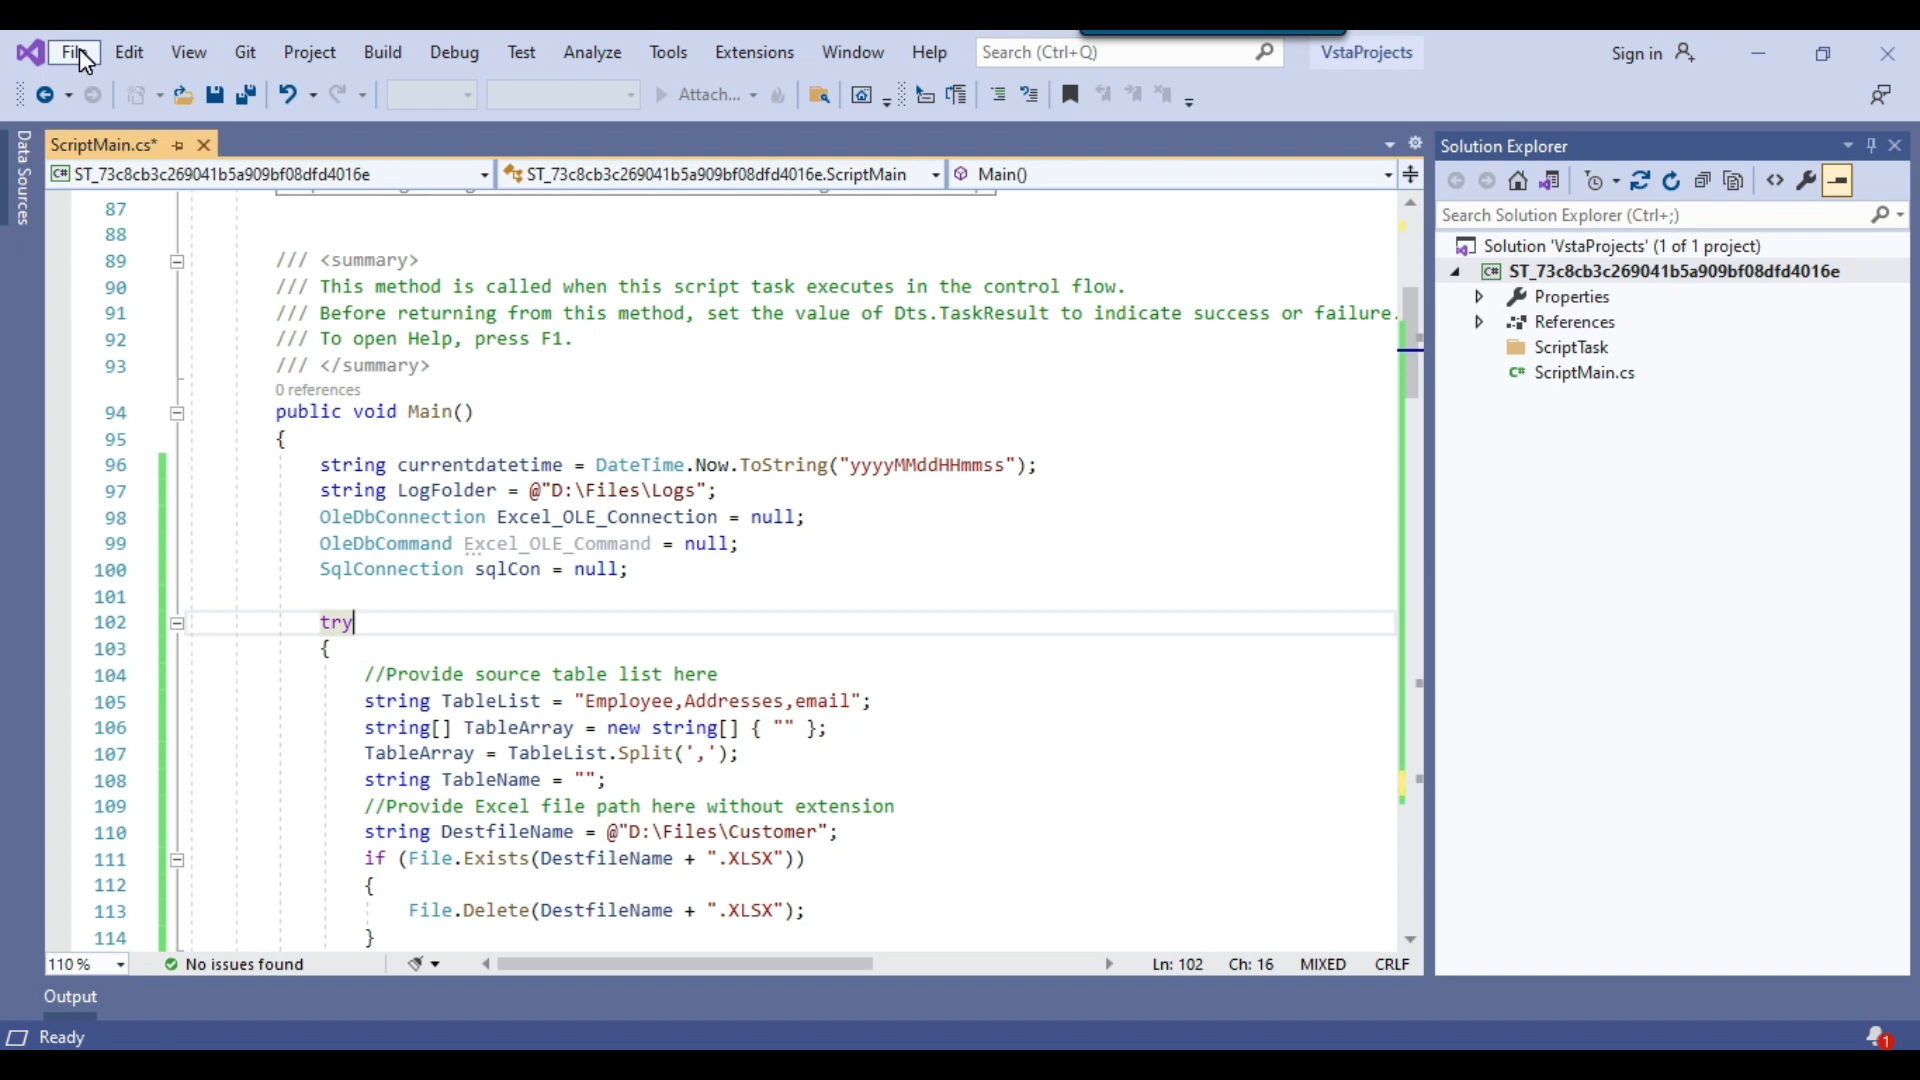 File Edit View Git Project Build Debug Test Analyze Tools Extensions Window Help Search (Ctrl+Q) VstaProjects Sign in
Attach...
Data Sources
ScriptMain.cs*
ST_73c8cb3c269041b5a909bf08dfd4016e ST_73c8cb3c269041b5a909bf08dfd4016e.ScriptMain Main()
87
88
89 /// <summary>
90 /// This method is called when this script task executes in the control flow.
91 /// Before returning from this method, set the value of Dts.TaskResult to indicate success or failure.
92 /// To open Help, press F1.
93 /// </summary>
0 references
94 public void Main()
95 {
96 string currentdatetime = DateTime.Now.ToString("yyyyMMddHHmmss");
97 string LogFolder = @"D:\Files\Logs";
98 OleDbConnection Excel_OLE_Connection = null;
99 OleDbCommand Excel_OLE_Command = null;
100 SqlConnection sqlCon = null;
101
102 try
103 {
104 //Provide source table list here
105 string TableList = "Employee,Addresses,email";
106 string[] TableArray = new string[] { "" };
107 TableArray = TableList.Split(',');
108 string TableName = "";
109 //Provide Excel file path here without extension
110 string DestfileName = @"D:\Files\Customer";
111 if (File.Exists(DestfileName + ".XLSX"))
112 {
113 File.Delete(DestfileName + ".XLSX");
114 }
110 % No issues found Ln: 102 Ch: 16 MIXED CRLF
Solution Explorer
Search Solution Explorer (Ctrl+;)
Solution 'VstaProjects' (1 of 1 project)
C# ST_73c8cb3c269041b5a909bf08dfd4016e
Properties
References
ScriptTask
C# ScriptMain.cs
Output
Ready
1